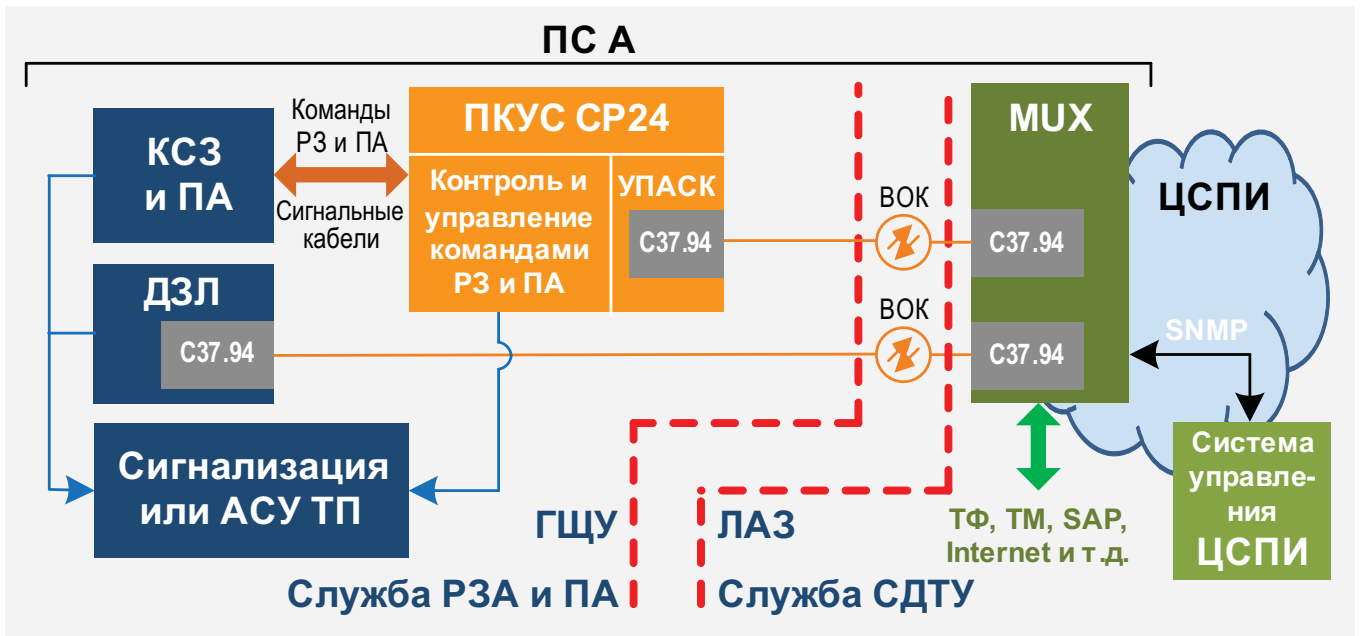 ПС А
КСЗ
и ПА
Команды
РЗ и ПА
Сигнальные
кабели
ПКУС СР24
Контроль и
управление
командами
РЗ и ПА
УПАСК
C37.94
ВОК
MUX
C37.94
ЦСПИ
ДЗЛ
C37.94
ВОК
C37.94
SNMP
Сигнализация
или АСУ ТП
ГЩУ
ЛАЗ
ТФ, ТМ, SAP,
Internet и т.д.
Система
управле-
ния
ЦСПИ
Служба РЗА и ПА
Служба СДТУ